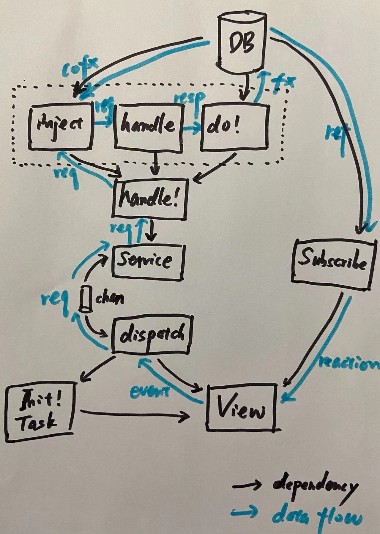 DB
cofx
fx
req
resp
Inject
handle
do!
ref
req
handle!
req
Service
Subscribe
req
chan
dispatch
reaction
event
Init!
Task
View
dependency
data flow